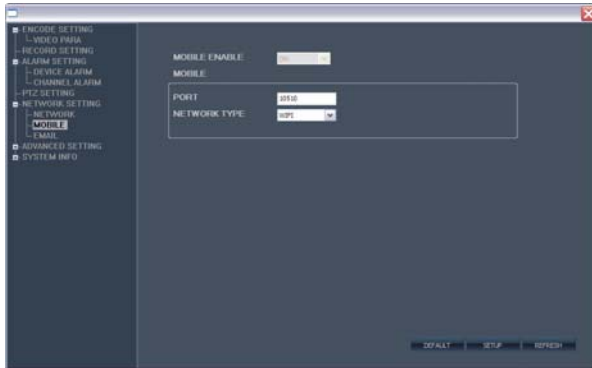 ENCODE SETTING
VIDEO PARA
RECORD SETTING
ALARM SETTING
DEVICE ALARM
CHANNEL ALARM
PTZ SETTING
NETWORK SETTING
NETWORK
MOBILE
EMAIL
ADVANCED SETTING
SYSTEM INFO
MOBILE ENABLE
MOBILE
PORT 10510
NETWORK TYPE WIFI
DEFAULT SETUP REFRESH